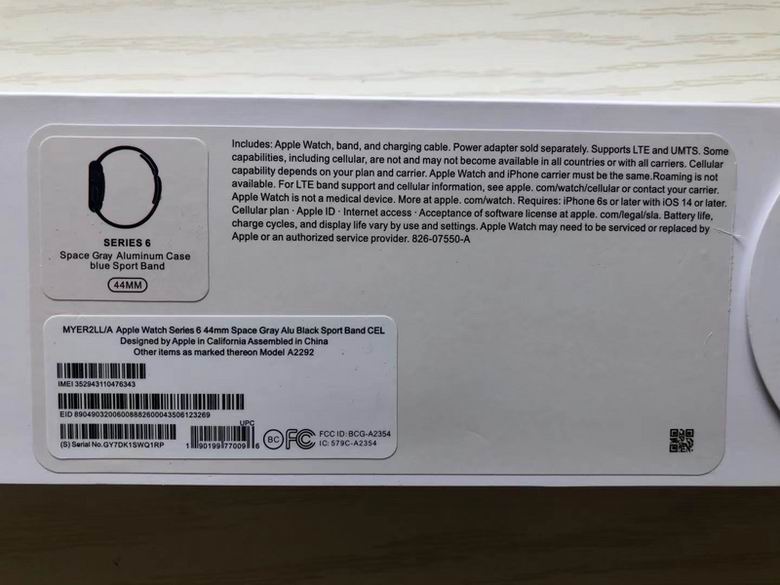 Includes: Apple Watch, band, and charging cable. Power adapter sold separately. Supports LTE and UMTS. Some
capabilities, including cellular, are not and may not become available in all countries or with all carriers. Cellular
capability depends on your plan and carrier. Apple Watch and iPhone carrier must be the same.Roaming is not
available. For LTE band support and cellular information, see apple. com/watch/cellular or contact your carrier.
Apple Watch is not a medical device. More at apple. com/watch. Requires: iPhone 6s or later with iOS 14 or later.
Cellular plan · Apple ID · Internet access · Acceptance of software license at apple. com/legal/sla. Battery life,
charge cycles, and display life vary by use and settings. Apple Watch may need to be serviced or replaced by
Apple or an authorized service provider. 826-07550-A
SERIES 6
Space Gray Aluminum Case
blue Sport Band
44MM
MYER2LL/A Apple Watch Series 6 44mm Space Gray Alu Black Sport Band CEL
Designed by Apple in California Assembled in China
Other items as marked thereon Model A2292
IMEI 352943110476343
EID 89049032006008882600043506123269
UPC
(S) Serial No.GY7DK1SWQ1RP
1 90199 77009 6
BC FC
FCC ID: BCG-A2354
IC: 579C-A2354